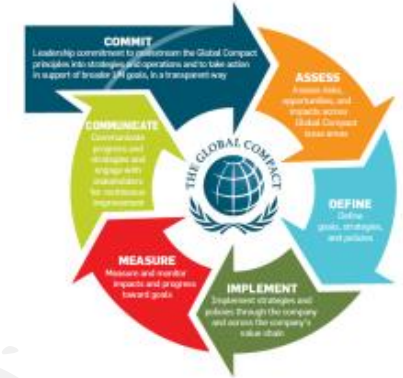 COMMIT
Leadership commitment to mainstream the Global Compact
principles into strategies and operations and to take action
in support of broader UN goals, in a transparent way
ASSESS
Assess risks,
opportunities, and
impacts across
Global Compact
issue areas
DEFINE
Define
goals, strategies,
and policies
IMPLEMENT
Implement strategies and
policies through the company
and across the company's
value chain
MEASURE
Measure and monitor
impacts and progress
toward goals
COMMUNICATE
Communicate
progress and
strategies and
engage with
stakeholders
for continuous
improvement
THE GLOBAL COMPACT